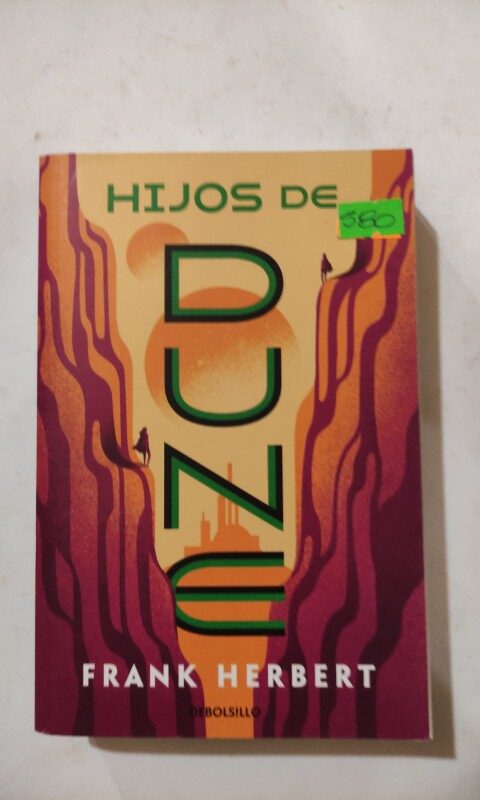 HIJOS DE
580
DUNE
FRANK HERBERT
DEBOLSILLO